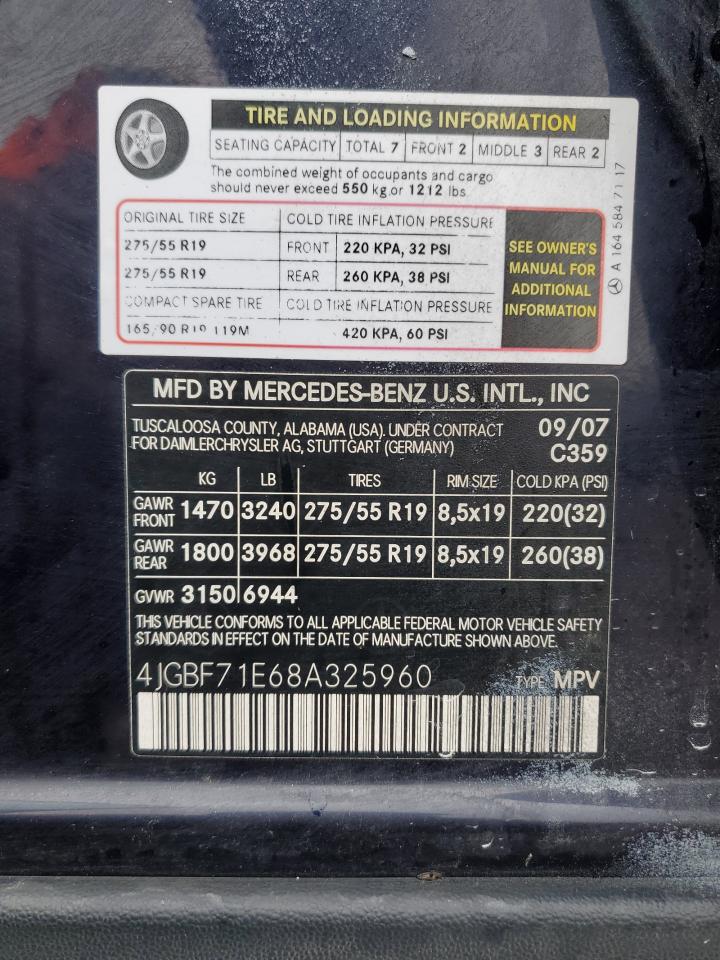 TIRE AND LOADING INFORMATION
SEATING CAPACITY TOTAL 7 FRONT 2 MIDDLE 3 REAR 2
The combined weight of occupants and cargo
should never exceed 550 kg or 1212 lbs.
ORIGINAL TIRE SIZE COLD TIRE INFLATION PRESSURE
275/55 R19 FRONT 220 KPA, 32 PSI
275/55 R19 REAR 260 KPA, 38 PSI
COMPACT SPARE TIRE COLD TIRE INFLATION PRESSURE
165/90 R19 119M 420 KPA, 60 PSI
SEE OWNER'S
MANUAL FOR
ADDITIONAL
INFORMATION
A 164 584 71 17
MFD BY MERCEDES-BENZ U.S. INTL., INC
TUSCALOOSA COUNTY, ALABAMA (USA). UNDER CONTRACT 09/07
FOR DAIMLERCHRYSLER AG, STUTTGART (GERMANY) C359
KG LB TIRES RIM SIZE COLD KPA (PSI)
GAWR FRONT 1470 3240 275/55 R19 8,5x19 220(32)
GAWR REAR 1800 3968 275/55 R19 8,5x19 260(38)
GVWR 3150 6944
THIS VEHICLE CONFORMS TO ALL APPLICABLE FEDERAL MOTOR VEHICLE SAFETY
STANDARDS IN EFFECT ON THE DATE OF MANUFACTURE SHOWN ABOVE.
4JGBF71E68A325960 TYPE MPV